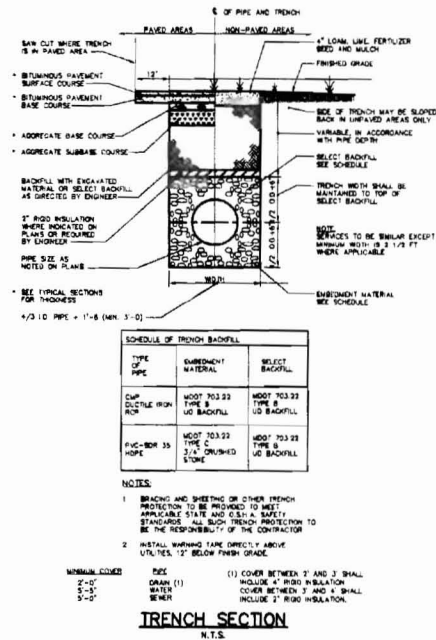 ℄ OF PIPE AND TRENCH
PAVED AREAS
NON-PAVED AREAS
SAW CUT WHERE TRENCH
IS IN PAVED AREA
12"
* BITUMINOUS PAVEMENT
SURFACE COURSE
* BITUMINOUS PAVEMENT
BASE COURSE
* AGGREGATE BASE COURSE
* AGGREGATE SUBBASE COURSE
BACKFILL WITH EXCAVATED
MATERIAL OR SELECT BACKFILL
AS DIRECTED BY ENGINEER
2" RIGID INSULATION
WHERE INDICATED ON
PLANS OR REQUIRED
BY ENGINEER
PIPE SIZE AS
NOTED ON PLANS
* SEE TYPICAL SECTIONS
FOR THICKNESS
4/3 I.D. PIPE + 1'-6 (MIN. 3'-0)
WIDTH
4" LOAM, LIME, FERTILIZER
SEED AND MULCH
FINISHED GRADE
SIDE OF TRENCH MAY BE SLOPED
BACK IN UNPAVED AREAS ONLY
VARIABLE, IN ACCORDANCE
WITH PIPE DEPTH
SELECT BACKFILL
SEE SCHEDULE
TRENCH WIDTH SHALL BE
MAINTAINED TO TOP OF
SELECT BACKFILL
NOTE
SERVICES TO BE SIMILAR EXCEPT
MINIMUM WIDTH IS 2 1/2 FT
WHERE APPLICABLE
EMBEDMENT MATERIAL
SEE SCHEDULE
SCHEDULE OF TRENCH BACKFILL
TYPE
OF
PIPE
EMBEDMENT
MATERIAL
SELECT
BACKFILL
CMP
DUCTILE IRON
RCP
MDOT 703.22
TYPE B
UD BACKFILL
MDOT 703.22
TYPE B
UD BACKFILL
PVC-SDR 35
HDPE
MDOT 703.22
TYPE C
3/4" CRUSHED
STONE
MDOT 703.22
TYPE B
UD BACKFILL
NOTES:
1 BRACING AND SHEETING OR OTHER TRENCH
PROTECTION TO BE PROVIDED TO MEET
APPLICABLE STATE AND O.S.H.A. SAFETY
STANDARDS. ALL SUCH TRENCH PROTECTION TO
BE THE RESPONSIBILITY OF THE CONTRACTOR
2 INSTALL WARNING TAPE DIRECTLY ABOVE
UTILITIES, 12" BELOW FINISH GRADE.
MINIMUM COVER PIPE
2'-0" DRAIN (1)
5'-5" WATER
5'-0" SEWER
(1) COVER BETWEEN 2' AND 3' SHALL
INCLUDE 4" RIGID INSULATION
COVER BETWEEN 3' AND 4' SHALL
INCLUDE 2" RIGID INSULATION.
TRENCH SECTION
N.T.S.